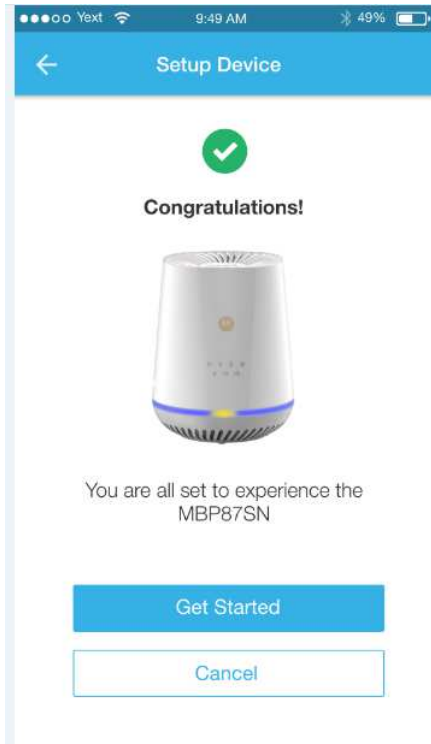 Yext 9:49 AM 49%
Setup Device
Congratulations!
You are all set to experience the
MBP87SN
Get Started
Cancel